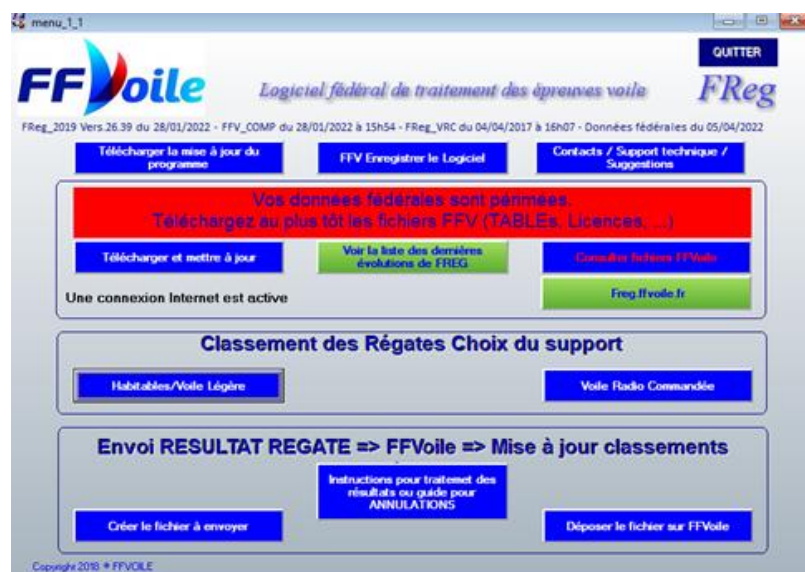 menu_1_1
QUITTER
FFVoile
Logiciel fédéral de traitement des épreuves voile
FReg
FReg_2019 Vers.26.39 du 28/01/2022 - FFV_COMP du 28/01/2022 à 15h54 - FReg_VRC du 04/04/2017 à 16h07 - Données fédérales du 05/04/2022
Télécharger la mise à jour du
programme
FFV Enregistrer le Logiciel
Contacts / Support technique /
Suggestions
Vos données fédérales sont périmées.
Téléchargez au plus tôt les fichiers FFV (TABLEs, Licences, ...)
Télécharger et mettre à jour
Voir la liste des dernières
évolutions de FREG
Consulter fichiers FFVoile
Une connexion Internet est active
Freg.ffvoile.fr
Classement des Régates Choix du support
Habitables/Voile Légère
Voile Radio Commandée
Envoi RESULTAT REGATE => FFVoile => Mise à jour classements
Instructions pour traitemet des
résultats ou guide pour
ANNULATIONS
Créer le fichier à envoyer
Déposer le fichier sur FFVoile
Copyright 2018 * FFVOILE